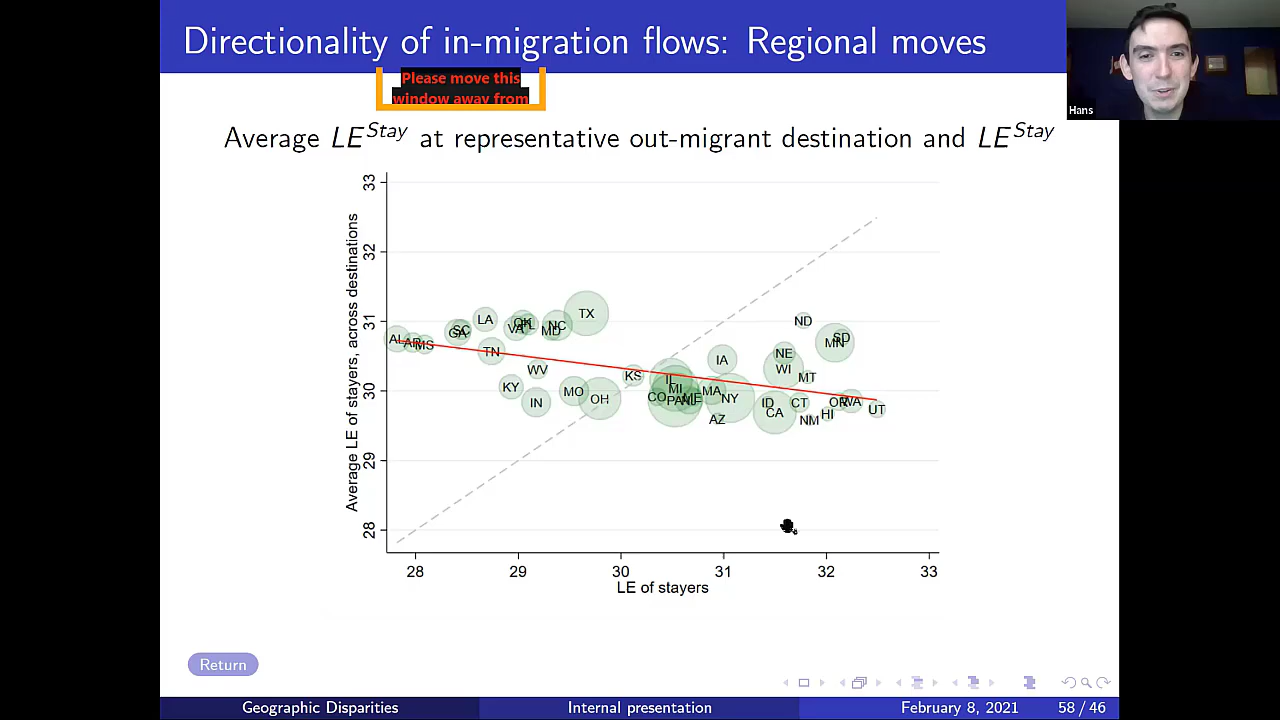 Directionality of in-migration flows: Regional moves
Please move this
window away from
Hans
Average LE^Stay at representative out-migrant destination and LE^Stay
Average LE of stayers, across destinations
33
32
31
30
29
28
AL
AR
MS
GA
SC
LA
TN
VA
OK
MD
NC
TX
WV
KY
IN
MO
OH
KS
IL
MI
CO
PA
NJ
ME
MA
NY
IA
AZ
ND
NE
WI
MT
ID
CA
CT
NM
HI
OR
WA
UT
MN
SD
28 29 30 31 32 33
LE of stayers
Return
Geographic Disparities Internal presentation February 8, 2021 58 / 46